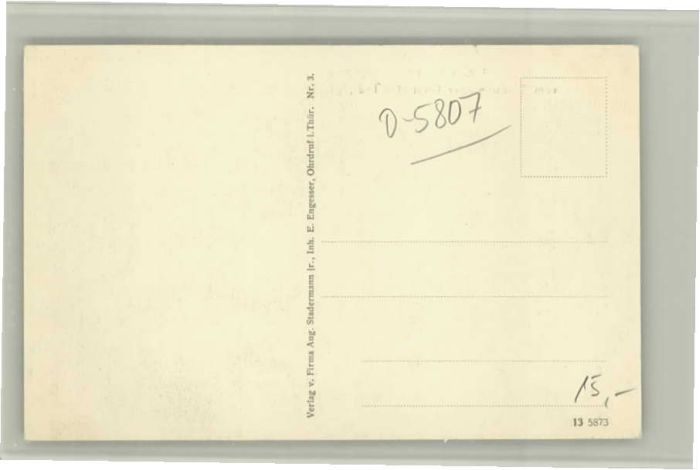 D-5807
Verlag v. Firma Aug. Stadermann jr., Inh. E. Engesser, Ohrdruf i. Thür. Nr. 3.
15,-
13 5873